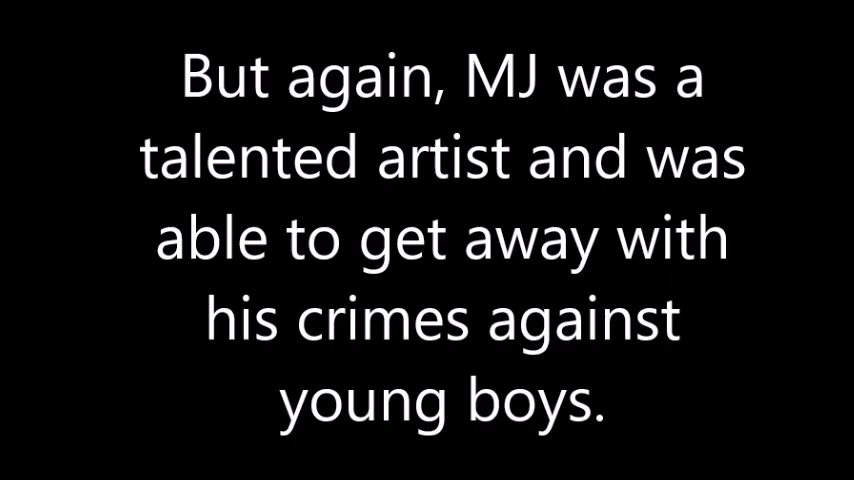 But again, MJ was a
talented artist and was
able to get away with
his crimes against
young boys.